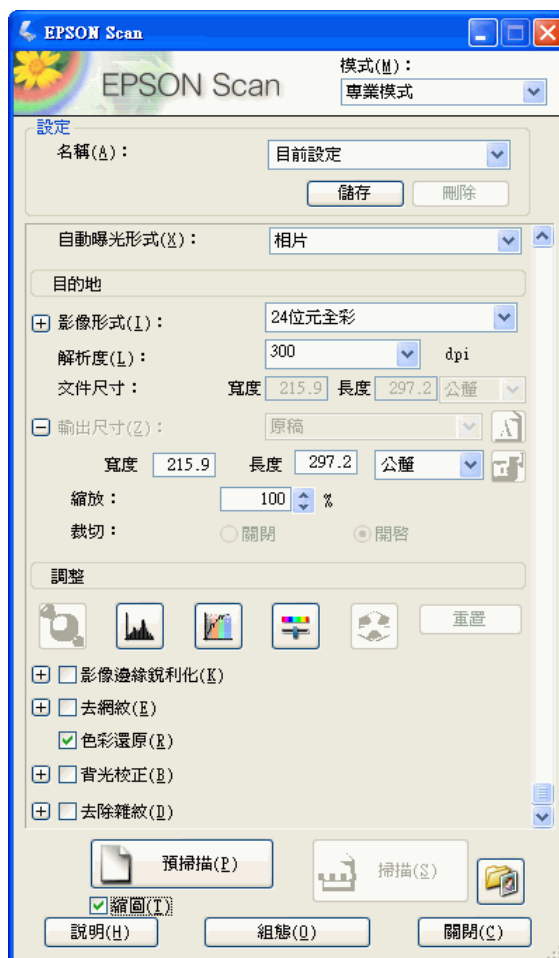 EPSON Scan
EPSON Scan
模式(M)：
專業模式
設定
名稱(A)：
目前設定
儲存
刪除
自動曝光形式(X)：
相片
目的地
影像形式(I)：
24位元全彩
解析度(L)：
300
dpi
文件尺寸：
寬度 215.9 長度 297.2 公釐
輸出尺寸(Z)：
原稿
寬度 215.9 長度 297.2 公釐
縮放：
100 %
裁切：
關閉
開啓
調整
重置
影像邊緣銳利化(K)
去網紋(E)
色彩還原(R)
背光校正(B)
去除雜紋(D)
預掃描(P)
掃描(S)
縮圖(T)
說明(H)
組態(O)
關閉(C)